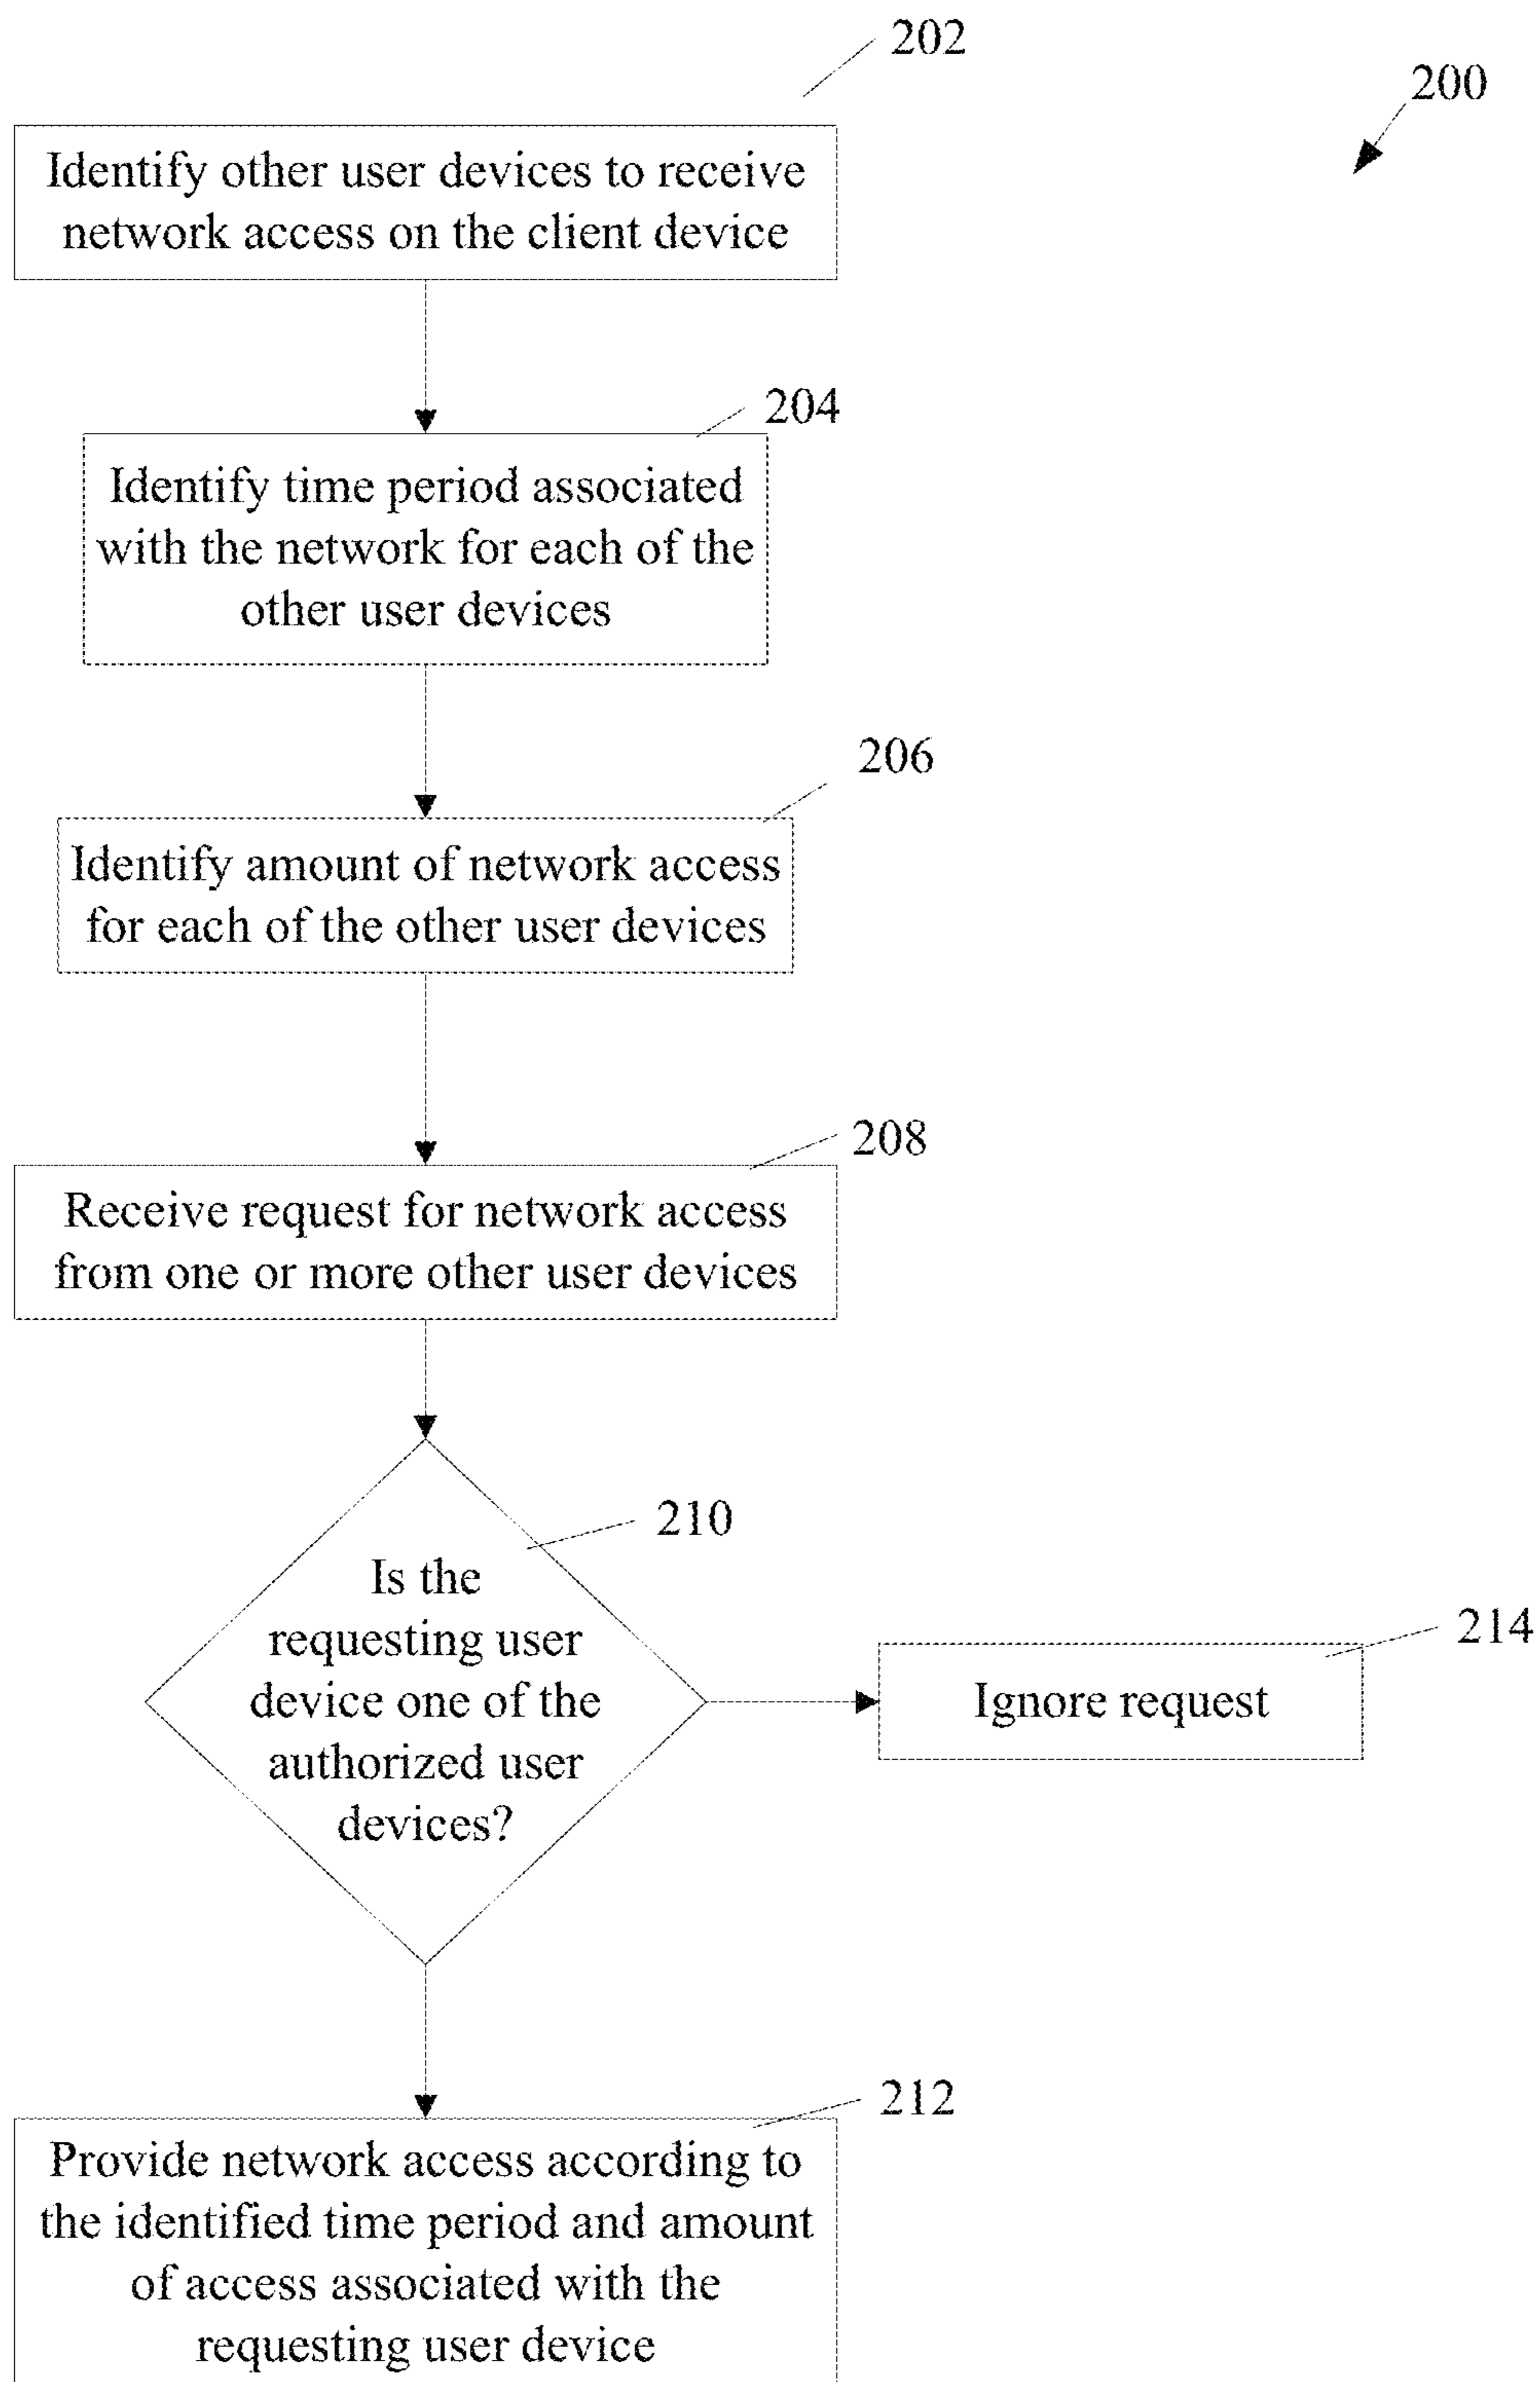 202
200
Identify other user devices to receive
network access on the client device
204
Identify time period associated
with the network for each of the
other user devices
206
Identify amount of network access
for each of the other user devices
208
Receive request for network access
from one or more other user devices
210
Is the
requesting user
device one of the
authorized user
devices?
214
Ignore request
212
Provide network access according to
the identified time period and amount
of access associated with the
requesting user device